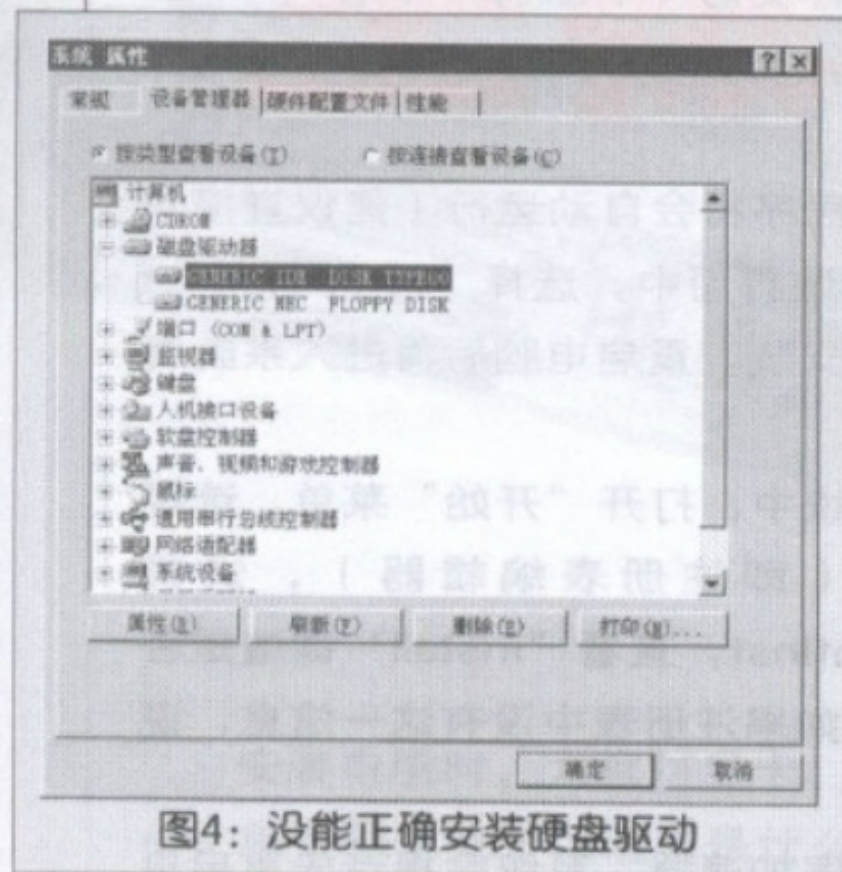 系统 属性
常规 设备管理器 硬件配置文件 性能
按类型查看设备(T) 按连接查看设备(C)
计算机
CDROM
磁盘驱动器
GENERIC IDE DISK TYPE00
GENERIC NEC FLOPPY DISK
端口 (COM & LPT)
监视器
键盘
人机接口设备
软盘控制器
声音、视频和游戏控制器
鼠标
通用串行总线控制器
网络适配器
系统设备
属性(R) 刷新(F) 删除(E) 打印(N)...
确定 取消
图4：没能正确安装硬盘驱动